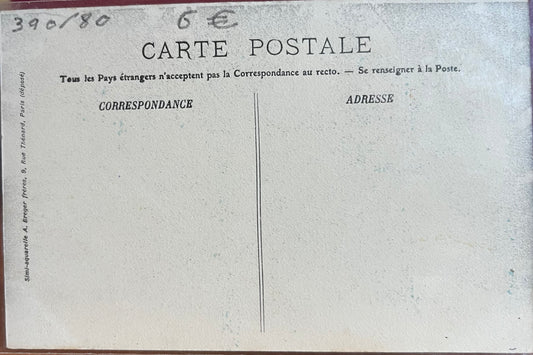 390/80 6 €
CARTE POSTALE
Tous les Pays étrangers n'acceptent pas la Correspondance au recto. — Se renseigner à la Poste.
CORRESPONDANCE
ADRESSE
Simi-aquarelle A. Breger frères, 9, Rue Thénard, Paris (déposé)